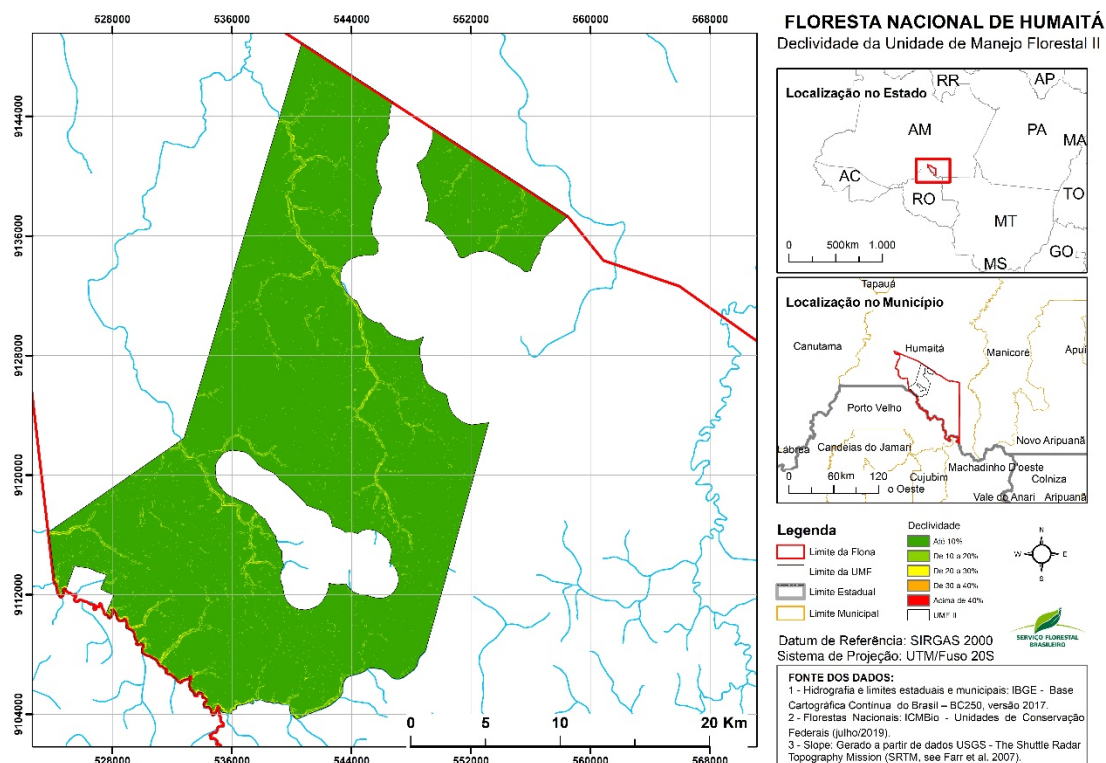 528000
536000
544000
552000
560000
568000
FLORESTA NACIONAL DE HUMAITÁ
Declividade da Unidade de Manejo Florestal II
9144000
9136000
9128000
9120000
9112000
9104000
Localização no Estado
RR
AP
AM
PA
MA
AC
TO
RO
MT
GO
MS
0
500km
1.000
Localização no Município
Tapauá
Canutama
Humaitá
Manicoré
Apuí
Porto Velho
Lábrea
Candeias do Jamari
Novo Aripuanã
Machadinho D'oeste
Cujubim
Colniza
0
60
120
o Oeste
Vale do Anari
Aripuanã
Legenda
Limite da Flona
Limite da UMF
Limite Estadual
Limite Municipal
Declividade
Até 10%
De 10 a 20%
De 20 a 30%
De 30 a 40%
Acima de 40%
UMF II
N
W
E
S
SERVIÇO FLORESTAL
BRASILEIRO
Datum de Referência: SIRGAS 2000
Sistema de Projeção: UTM/Fuso 20S
FONTE DOS DADOS:
1 - Hidrografia e limites estaduais e municipais: IBGE - Base
Cartográfica Contínua do Brasil – BC250, versão 2017.
2 - Florestas Nacionais: ICMBio - Unidades de Conservação
Federais (julho/2019).
3 - Slope: Gerado a partir de dados USGS - The Shuttle Radar
Topography Mission (SRTM, see Farr et al. 2007).
0
5
10
20 Km
528000
536000
544000
552000
560000
568000